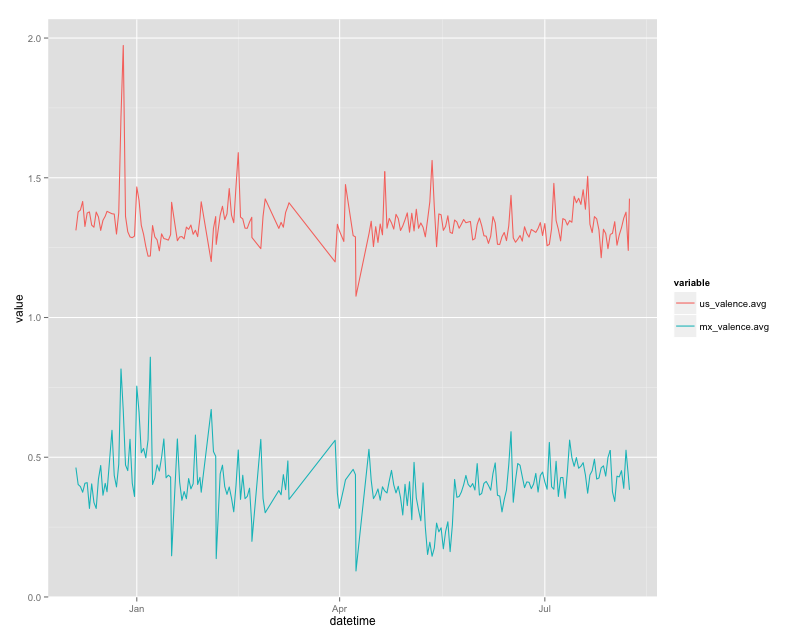 2.0
1.5
1.0
0.5
0.0
value
Jan
Apr
Jul
datetime
variable
us_valence.avg
mx_valence.avg